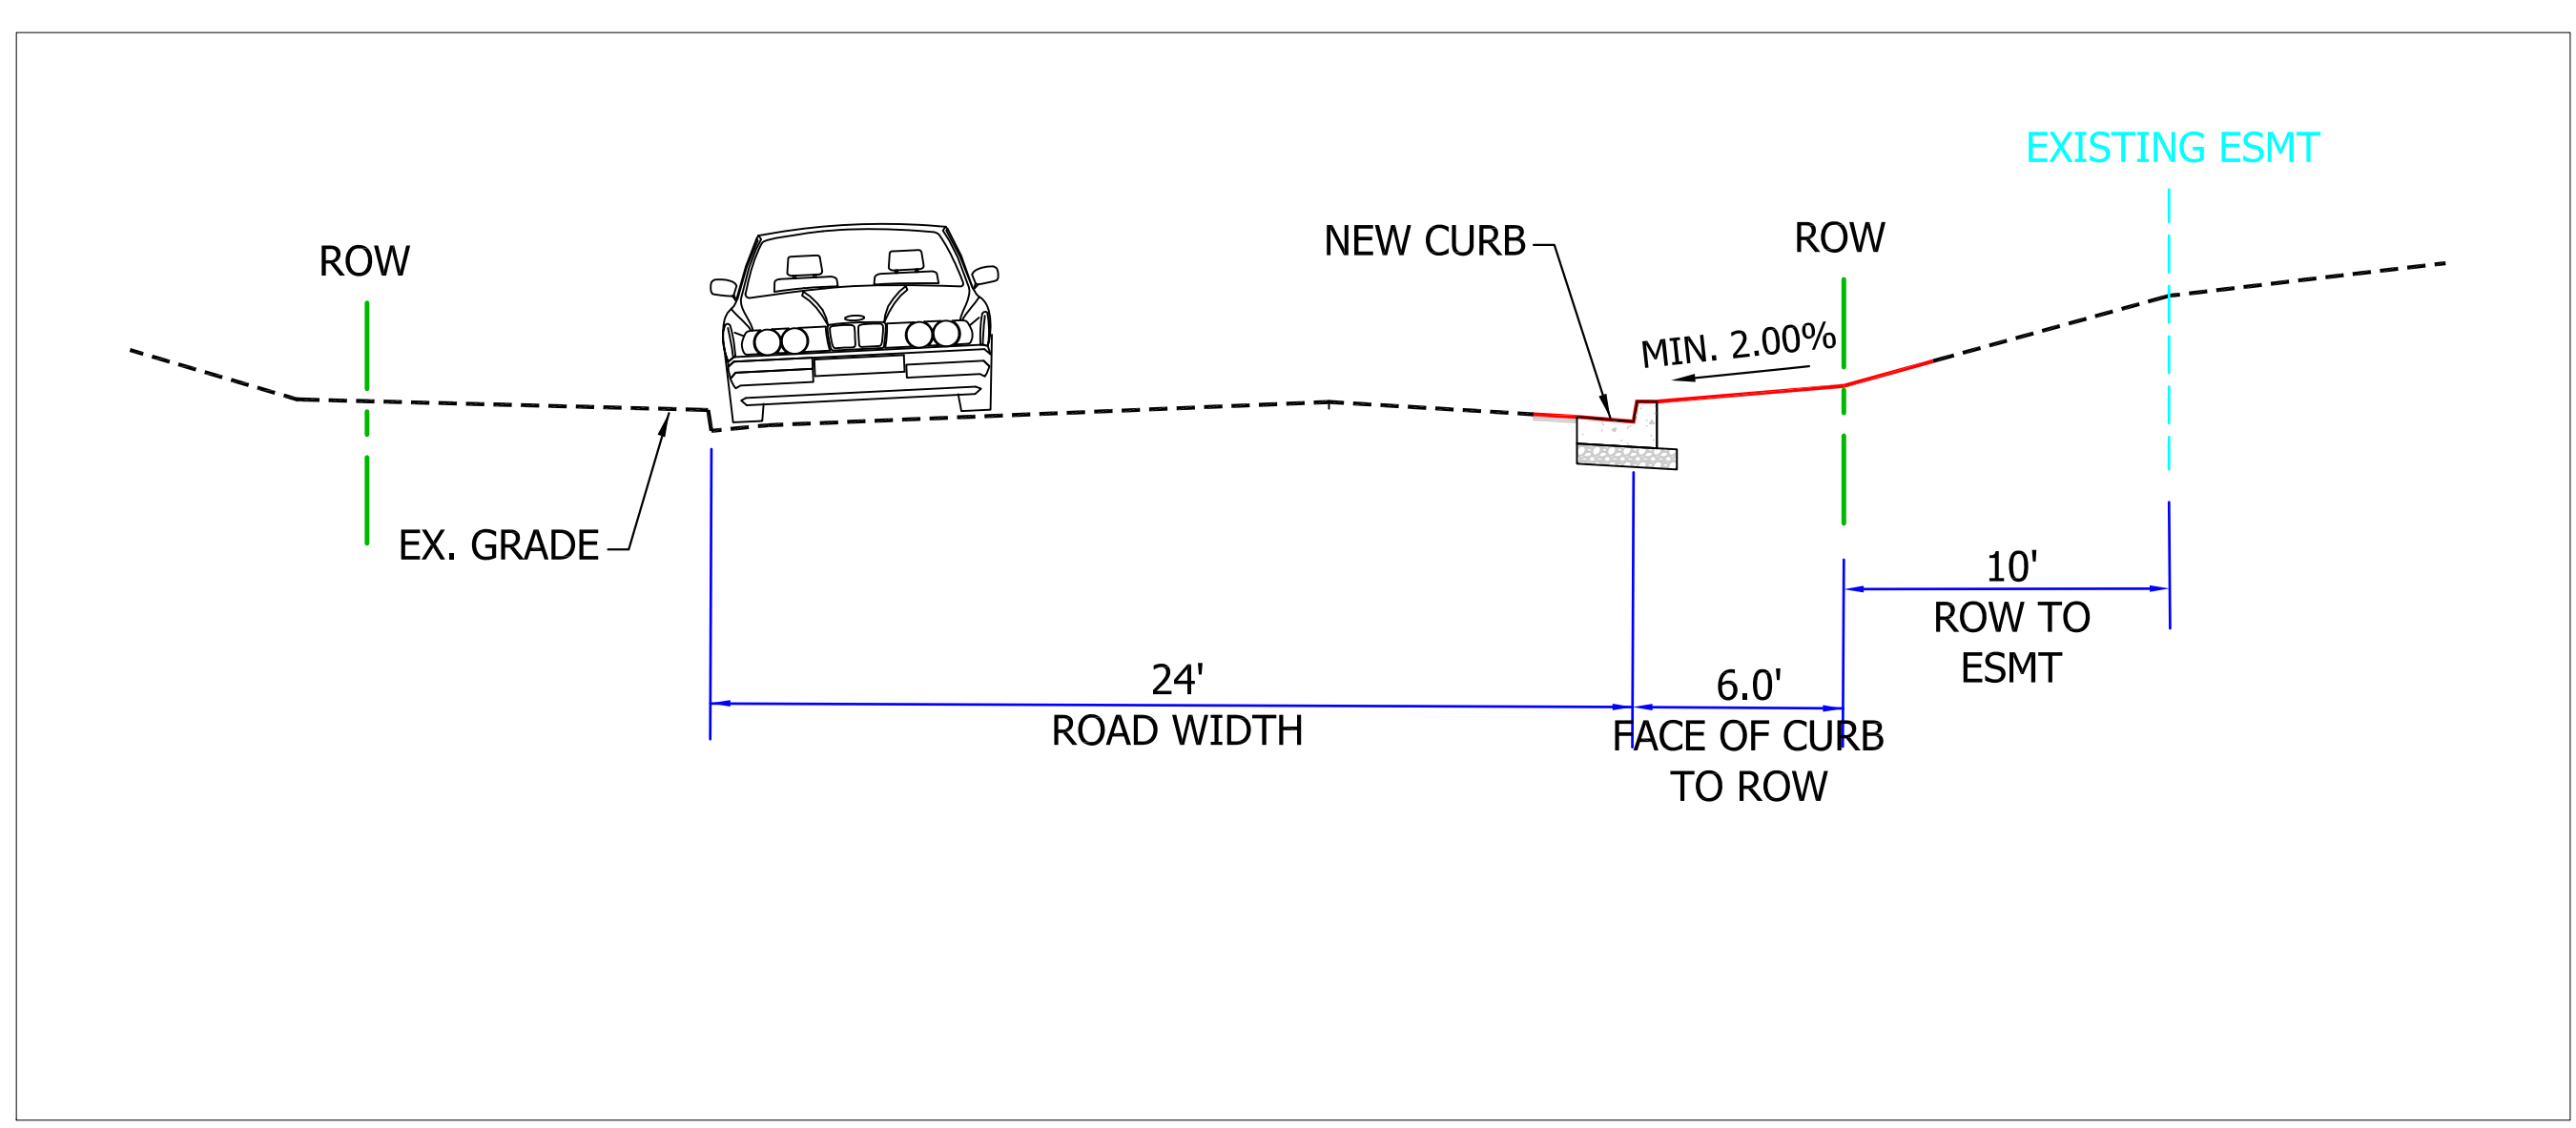 EXISTING ESMT
ROW
NEW CURB
ROW
MIN. 2.00%
EX. GRADE
10'
ROW TO
ESMT
24'
ROAD WIDTH
6.0'
FACE OF CURB
TO ROW